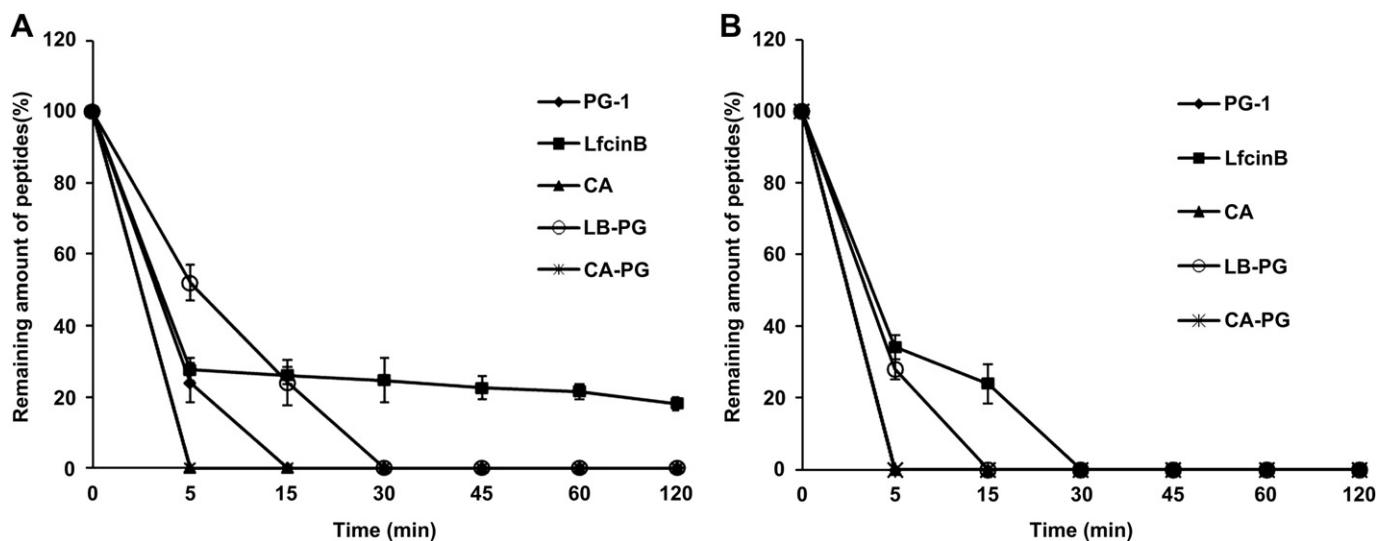 A
Remaining amount of peptides(%)
120
100
80
60
40
20
0
0 5 15 30 45 60 120
Time (min)
PG-1
LfcinB
CA
LB-PG
CA-PG
B
Remaining amount of peptides(%)
120
100
80
60
40
20
0
0 5 15 30 45 60 120
Time (min)
PG-1
LfcinB
CA
LB-PG
CA-PG